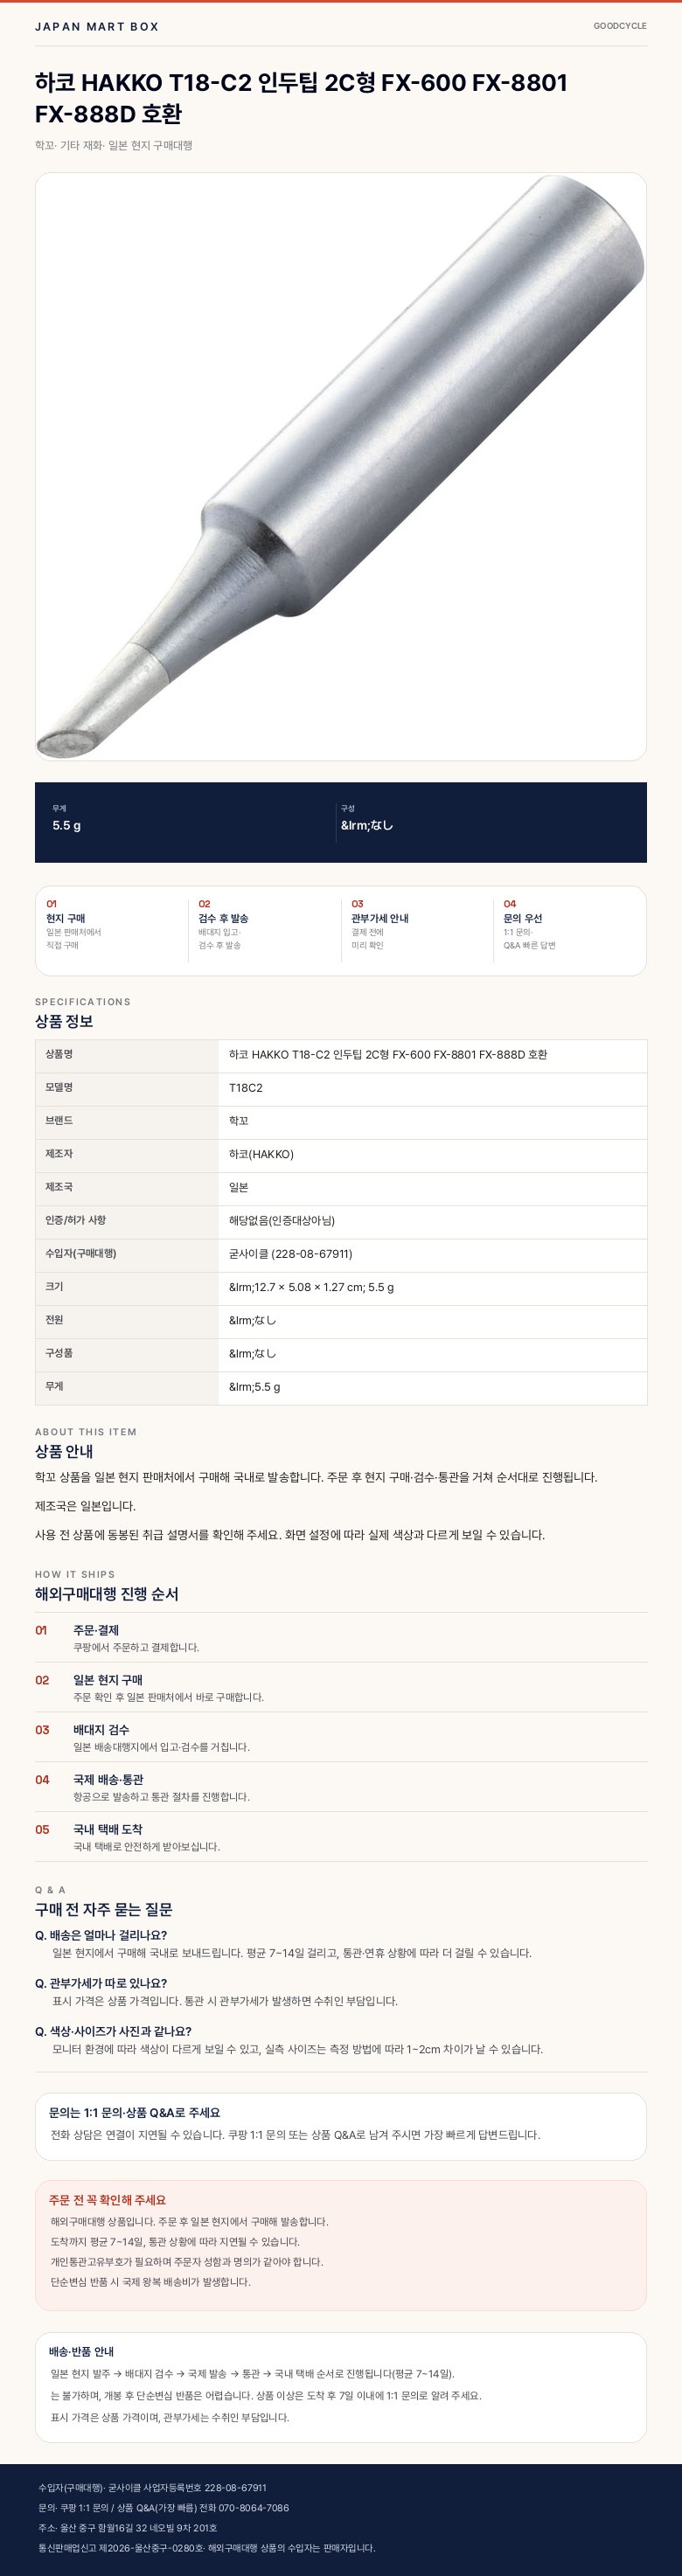 JAPAN MART BOX
GOODCYCLE
하코 HAKKO T18-C2 인두팁 2C형 FX-600 FX-8801
FX-888D 호환
학꼬· 기타 재화· 일본 현지 구매대행
무게
5.5 g
구성
&lrm;なし
01
현지 구매
일본 판매처에서
직접 구매
02
검수 후 발송
배대지 입고·
검수 후 발송
03
관부가세 안내
결제 전에
미리 확인
04
문의 우선
1:1 문의·
Q&A 빠른 답변
SPECIFICATIONS
상품 정보
상품명 하코 HAKKO T18-C2 인두팁 2C형 FX-600 FX-8801 FX-888D 호환
모델명 T18C2
브랜드 학꼬
제조자 하코(HAKKO)
제조국 일본
인증/허가 사항 해당없음(인증대상아님)
수입자(구매대행) 굳사이클 (228-08-67911)
크기 &lrm;12.7 × 5.08 × 1.27 cm; 5.5 g
전원 &lrm;なし
구성품 &lrm;なし
무게 &lrm;5.5 g
ABOUT THIS ITEM
상품 안내
학꼬 상품을 일본 현지 판매처에서 구매해 국내로 발송합니다. 주문 후 현지 구매·검수·통관을 거쳐 순서대로 진행됩니다.
제조국은 일본입니다.
사용 전 상품에 동봉된 취급 설명서를 확인해 주세요. 화면 설정에 따라 실제 색상과 다르게 보일 수 있습니다.
HOW IT SHIPS
해외구매대행 진행 순서
01 주문·결제
쿠팡에서 주문하고 결제합니다.
02 일본 현지 구매
주문 확인 후 일본 판매처에서 바로 구매합니다.
03 배대지 검수
일본 배송대행지에서 입고·검수를 거칩니다.
04 국제 배송·통관
항공으로 발송하고 통관 절차를 진행합니다.
05 국내 택배 도착
국내 택배로 안전하게 받아보십니다.
Q & A
구매 전 자주 묻는 질문
Q. 배송은 얼마나 걸리나요?
일본 현지에서 구매해 국내로 보내드립니다. 평균 7~14일 걸리고, 통관·연휴 상황에 따라 더 걸릴 수 있습니다.
Q. 관부가세가 따로 있나요?
표시 가격은 상품 가격입니다. 통관 시 관부가세가 발생하면 수취인 부담입니다.
Q. 색상·사이즈가 사진과 같나요?
모니터 환경에 따라 색상이 다르게 보일 수 있고, 실측 사이즈는 측정 방법에 따라 1~2cm 차이가 날 수 있습니다.
문의는 1:1 문의·상품 Q&A로 주세요
전화 상담은 연결이 지연될 수 있습니다. 쿠팡 1:1 문의 또는 상품 Q&A로 남겨 주시면 가장 빠르게 답변드립니다.
주문 전 꼭 확인해 주세요
해외구매대행 상품입니다. 주문 후 일본 현지에서 구매해 발송합니다.
도착까지 평균 7~14일, 통관 상황에 따라 지연될 수 있습니다.
개인통관고유부호가 필요하며 주문자 성함과 명의가 같아야 합니다.
단순변심 반품 시 국제 왕복 배송비가 발생합니다.
배송·반품 안내
일본 현지 발주 → 배대지 검수 → 국제 발송 → 통관 → 국내 택배 순서로 진행됩니다(평균 7~14일).
는 불가하며, 개봉 후 단순변심 반품은 어렵습니다. 상품 이상은 도착 후 7일 이내에 1:1 문의로 알려 주세요.
표시 가격은 상품 가격이며, 관부가세는 수취인 부담입니다.
수입자(구매대행)· 굳사이클 사업자등록번호 228-08-67911
문의· 쿠팡 1:1 문의 / 상품 Q&A(가장 빠름) 전화 070-8064-7086
주소· 울산 중구 함월16길 32 네오빌 9차 201호
통신판매업신고 제2026-울산중구-0280호· 해외구매대행 상품의 수입자는 판매자입니다.